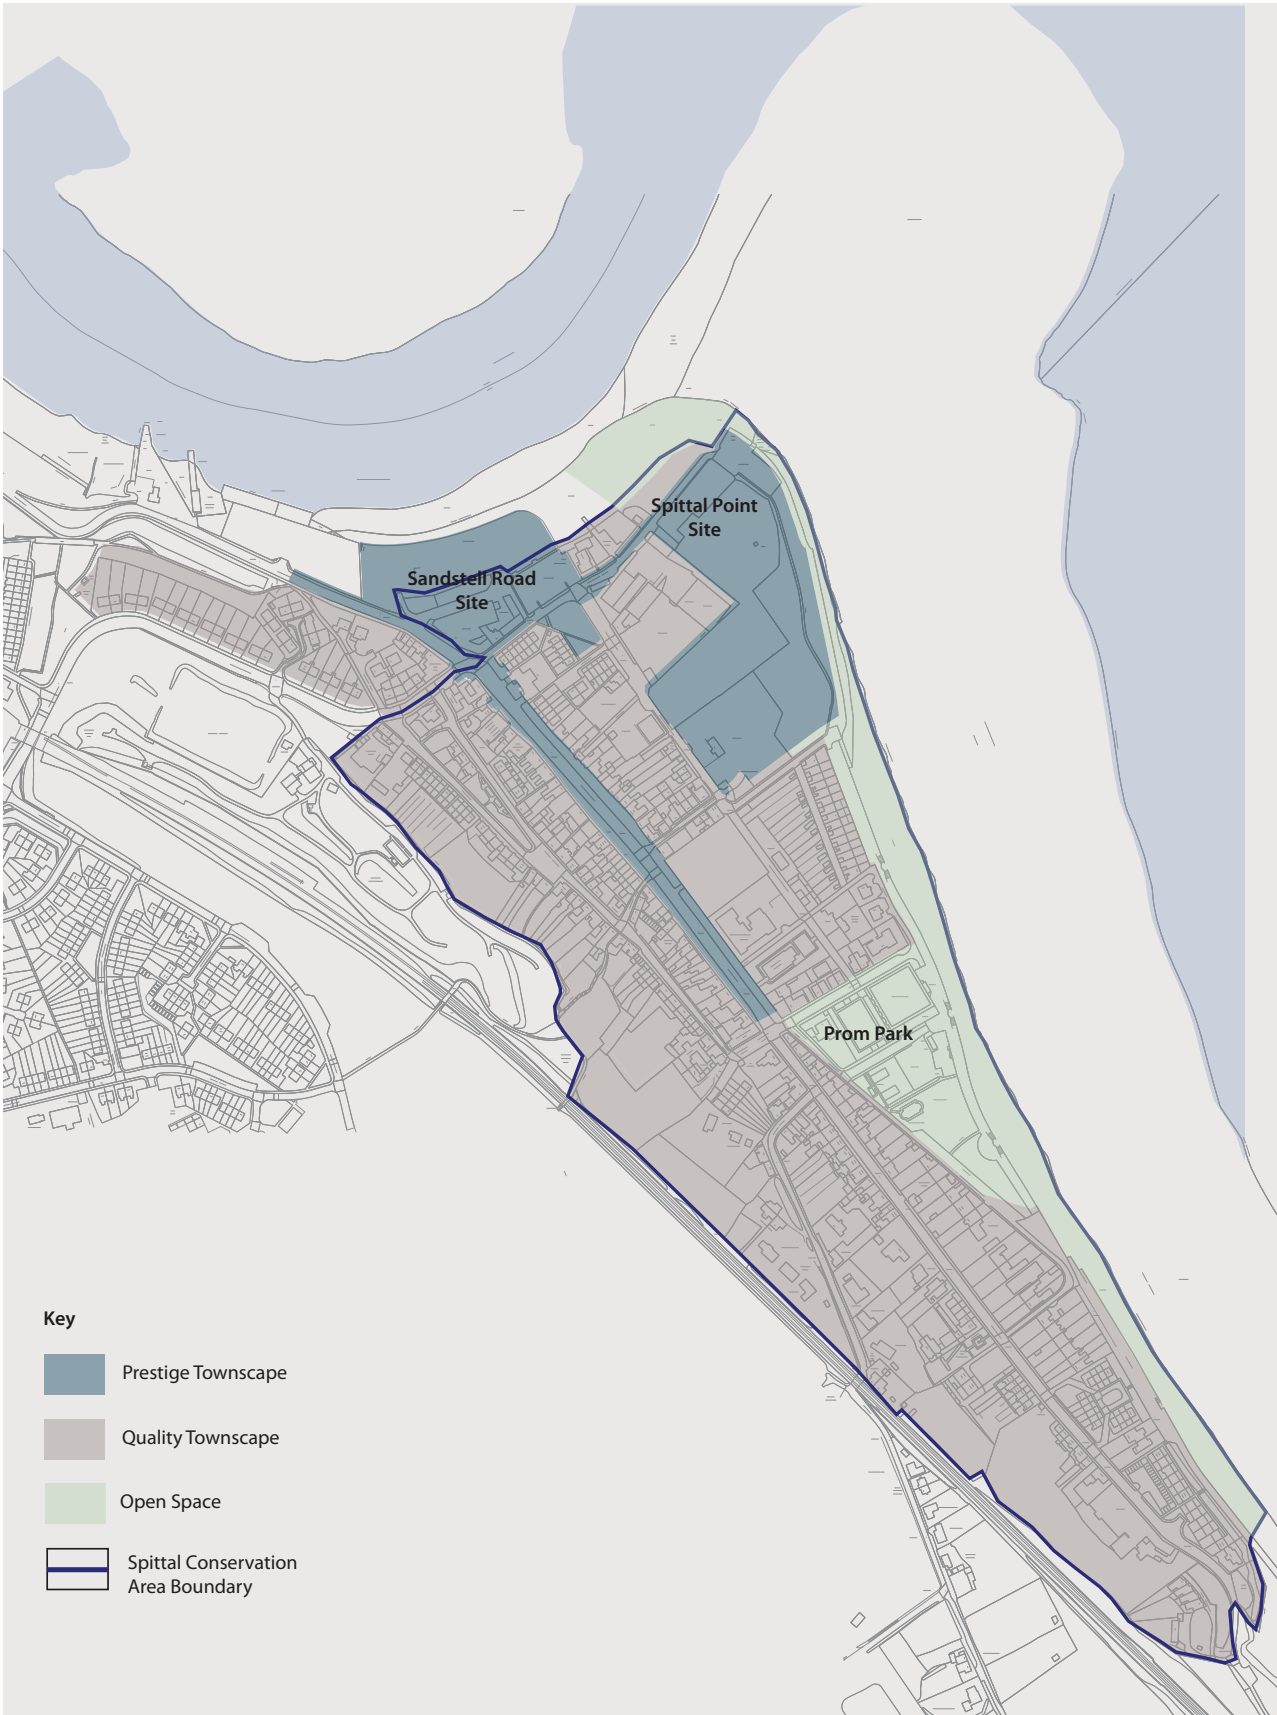 Spittal Point
Site
Sandstell Road
Site
Prom Park
Key
Prestige Townscape
Quality Townscape
Open Space
Spittal Conservation
Area Boundary